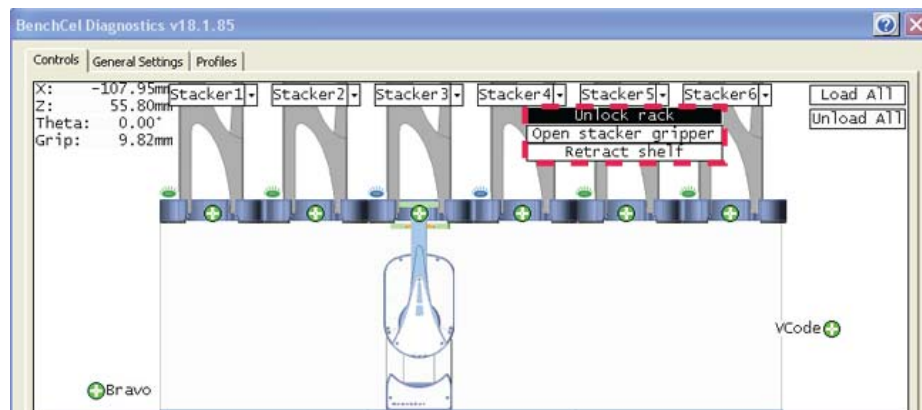 BenchCel Diagnostics v18.1.85
Controls General Settings Profiles
X: -107.95mm
Z: 55.80mm
Theta: 0.00°
Grip: 9.82mm
Stacker1 Stacker2 Stacker3 Stacker4 Stacker5 Stacker6
Load All
Unload All
Unlock rack
Open stacker gripper
Retract shelf
VCode
Bravo